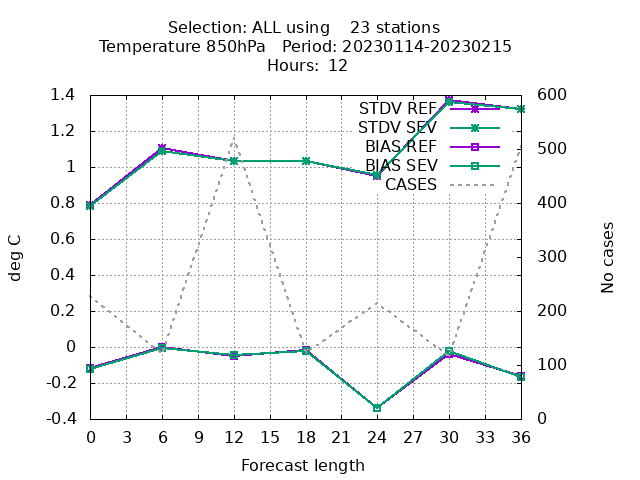 Selection: ALL using    23 stations
Temperature 850hPa   Period: 20230114-20230215
Hours: 12
1.4
1.2
1
0.8
0.6
0.4
0.2
0
-0.2
-0.4
600
500
400
300
200
100
0
deg C
No cases
STDV REF
STDV SEV
BIAS REF
BIAS SEV
CASES
0 3 6 9 12 15 18 21 24 27 30 33 36
Forecast length